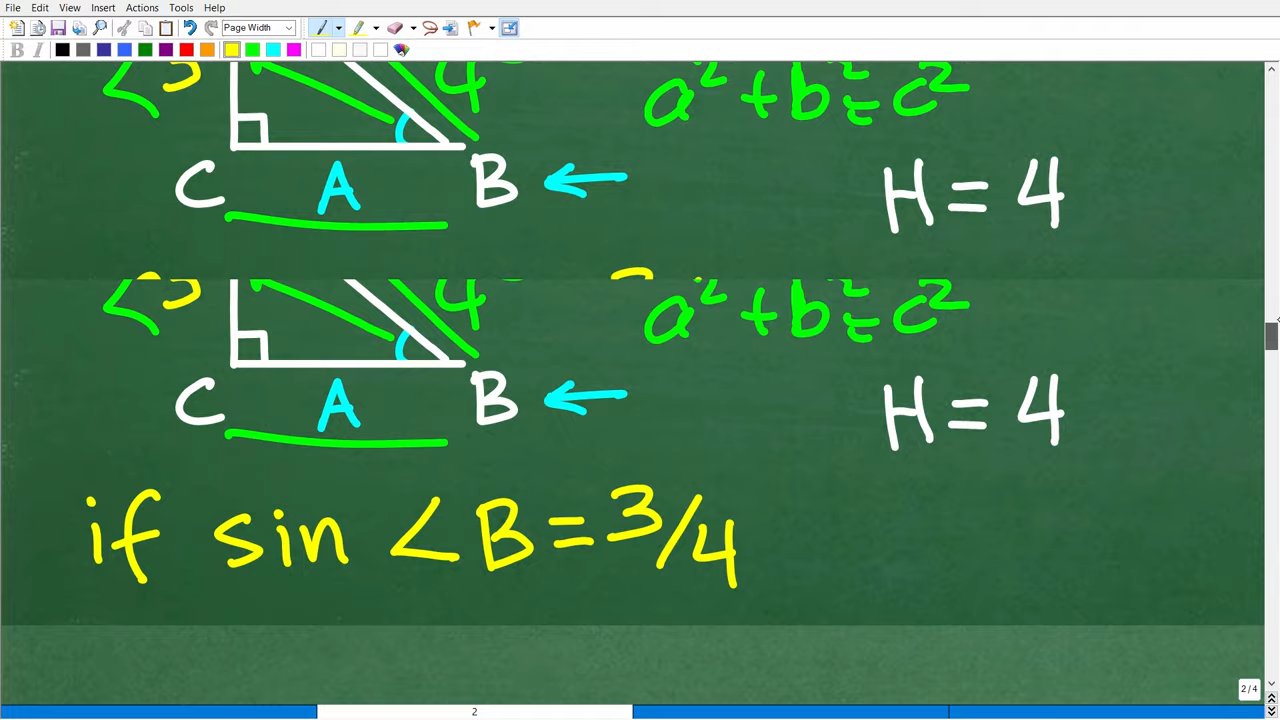 File Edit View Insert Actions Tools Help
Page Width
B I
< 3 4 a² + b² = c²
C A B ← H = 4
< 3 4 a² + b² = c²
C A B ← H = 4
if sin ∠B = 3/4
2 / 4
2